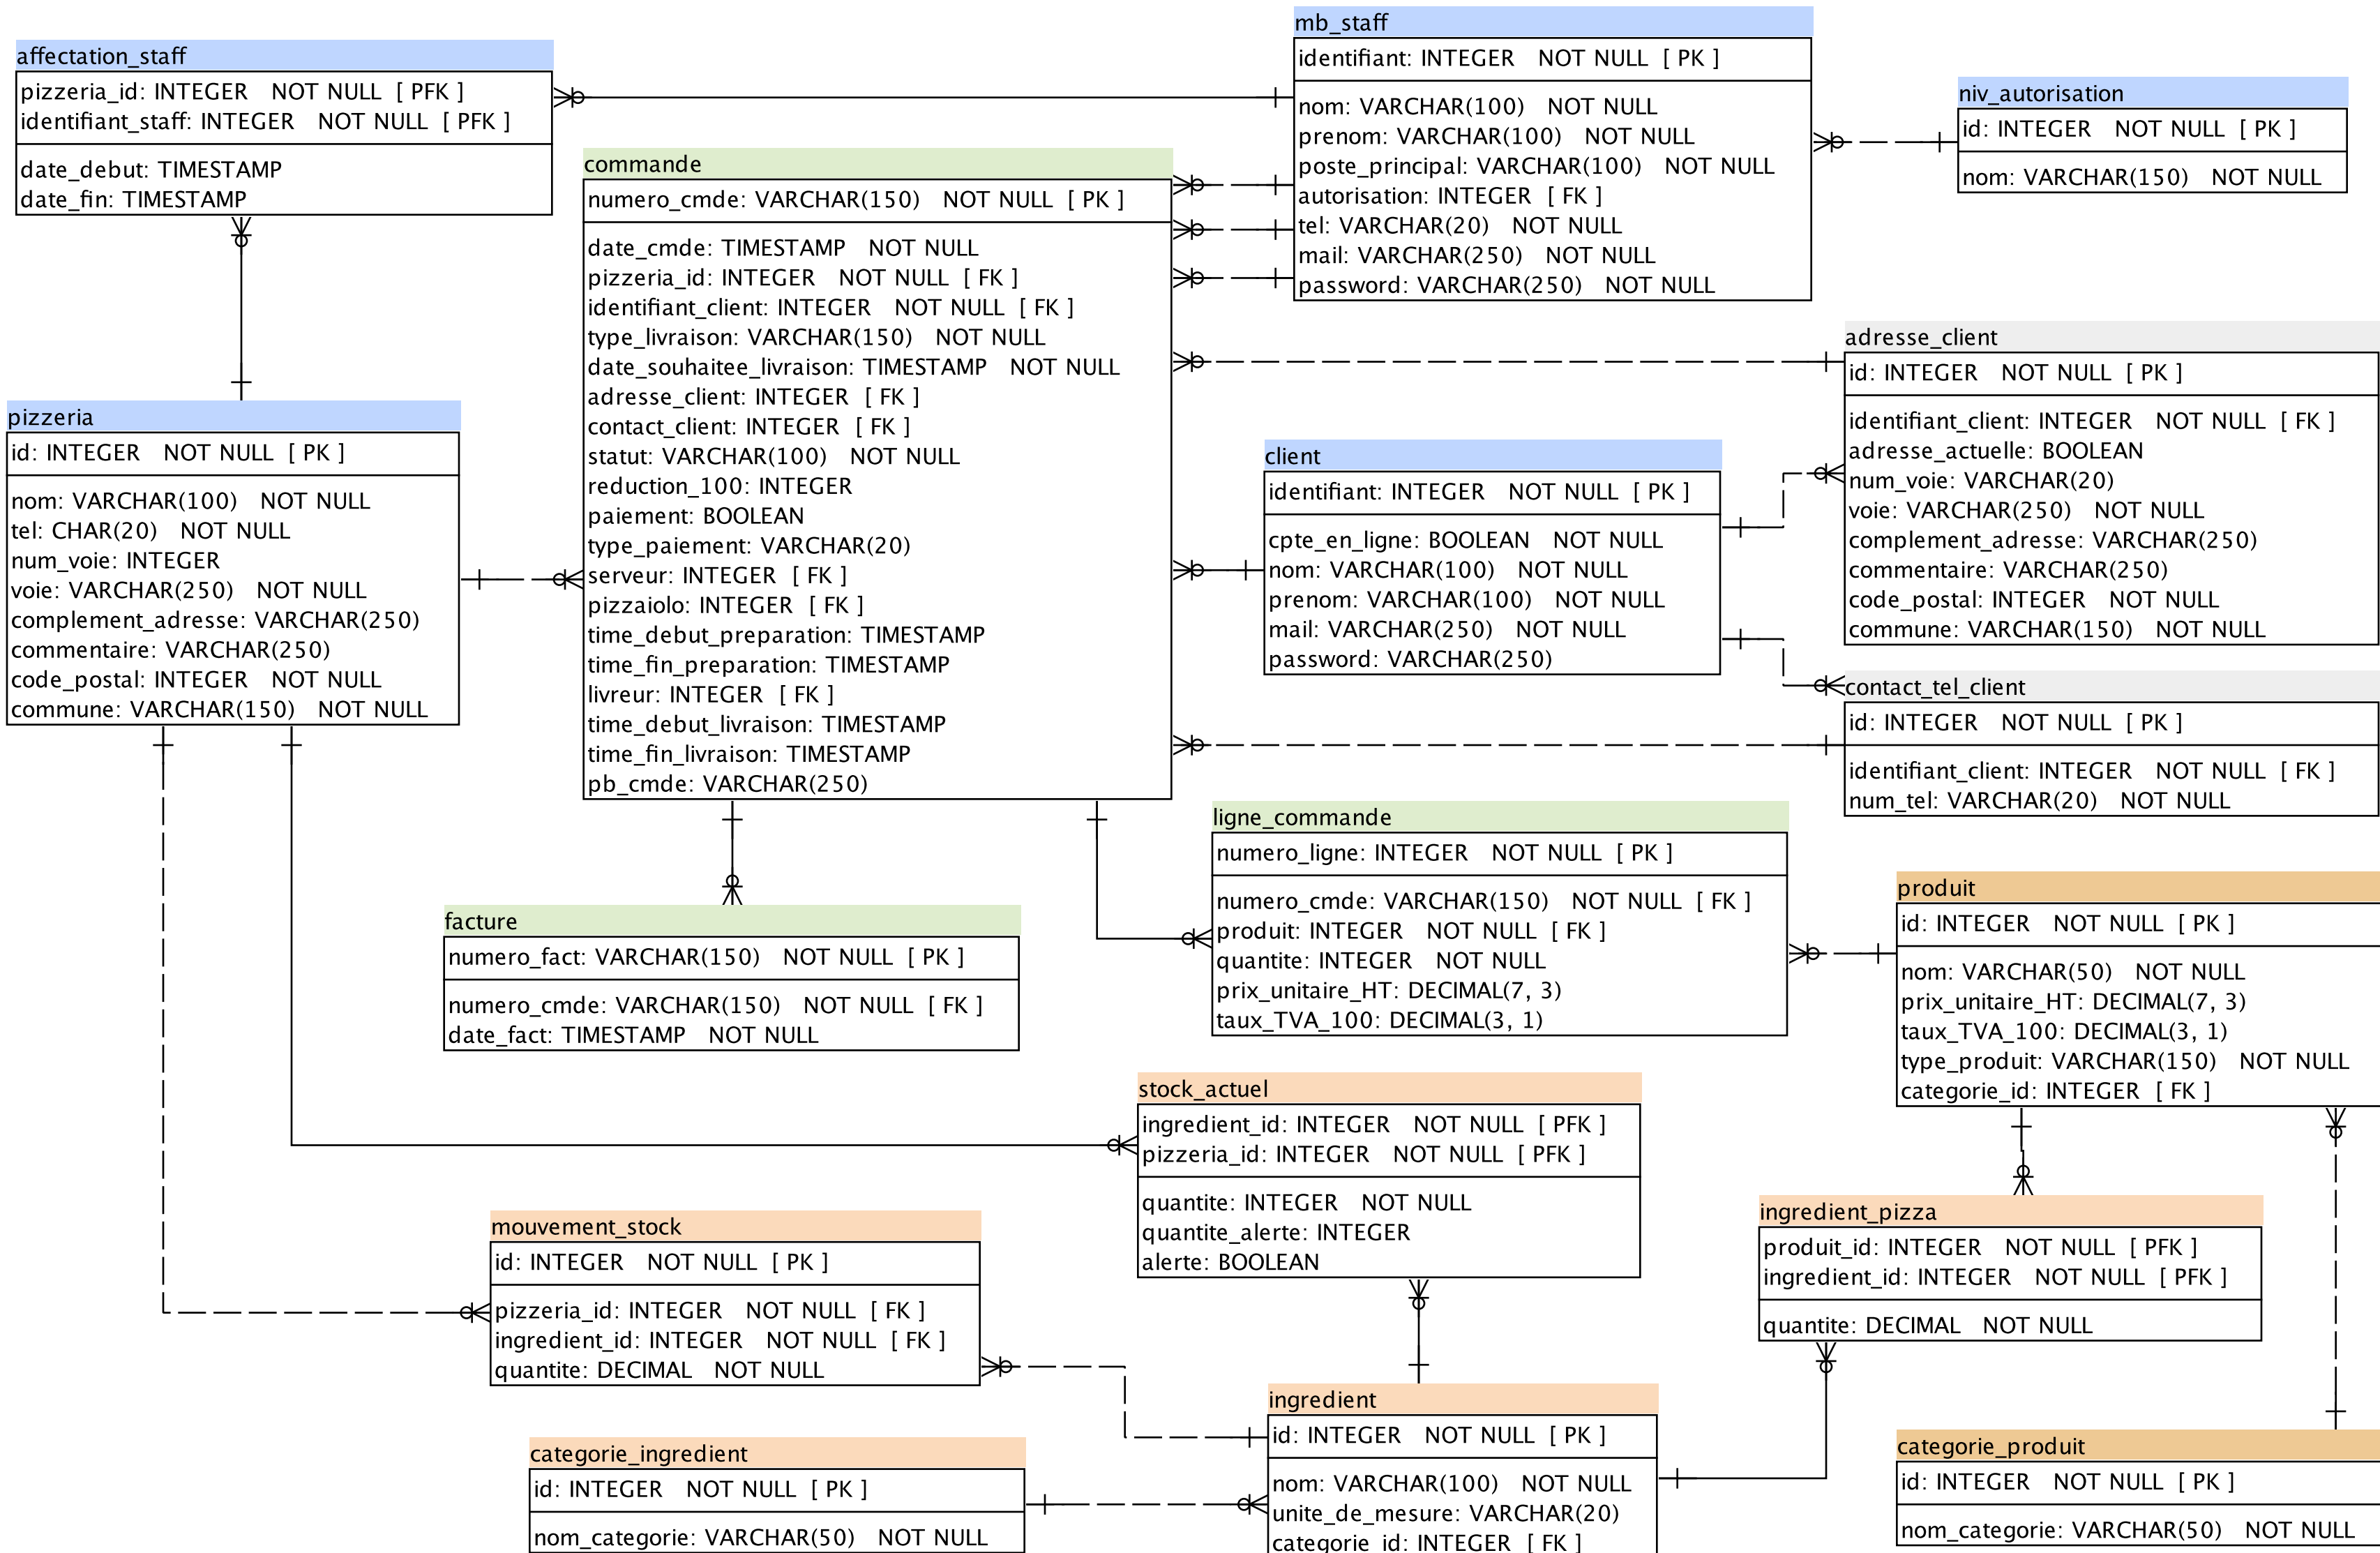 mb_staff
identifiant: INTEGER NOT NULL [ PK ]
nom: VARCHAR(100) NOT NULL
prenom: VARCHAR(100) NOT NULL
poste_principal: VARCHAR(100) NOT NULL
autorisation: INTEGER [ FK ]
tel: VARCHAR(20) NOT NULL
mail: VARCHAR(250) NOT NULL
password: VARCHAR(250) NOT NULL
affectation_staff
pizzeria_id: INTEGER NOT NULL [ PFK ]
identifiant_staff: INTEGER NOT NULL [ PFK ]
date_debut: TIMESTAMP
date_fin: TIMESTAMP
niv_autorisation
id: INTEGER NOT NULL [ PK ]
nom: VARCHAR(150) NOT NULL
commande
numero_cmde: VARCHAR(150) NOT NULL [ PK ]
date_cmde: TIMESTAMP NOT NULL
pizzeria_id: INTEGER NOT NULL [ FK ]
identifiant_client: INTEGER NOT NULL [ FK ]
type_livraison: VARCHAR(150) NOT NULL
date_souhaitee_livraison: TIMESTAMP NOT NULL
adresse_client: INTEGER [ FK ]
contact_client: INTEGER [ FK ]
statut: VARCHAR(100) NOT NULL
reduction_100: INTEGER
paiement: BOOLEAN
type_paiement: VARCHAR(20)
serveur: INTEGER [ FK ]
pizzaiolo: INTEGER [ FK ]
time_debut_preparation: TIMESTAMP
time_fin_preparation: TIMESTAMP
livreur: INTEGER [ FK ]
time_debut_livraison: TIMESTAMP
time_fin_livraison: TIMESTAMP
pb_cmde: VARCHAR(250)
adresse_client
id: INTEGER NOT NULL [ PK ]
identifiant_client: INTEGER NOT NULL [ FK ]
adresse_actuelle: BOOLEAN
num_voie: VARCHAR(20)
voie: VARCHAR(250) NOT NULL
complement_adresse: VARCHAR(250)
commentaire: VARCHAR(250)
code_postal: INTEGER NOT NULL
commune: VARCHAR(150) NOT NULL
pizzeria
id: INTEGER NOT NULL [ PK ]
nom: VARCHAR(100) NOT NULL
tel: CHAR(20) NOT NULL
num_voie: INTEGER
voie: VARCHAR(250) NOT NULL
complement_adresse: VARCHAR(250)
commentaire: VARCHAR(250)
code_postal: INTEGER NOT NULL
commune: VARCHAR(150) NOT NULL
client
identifiant: INTEGER NOT NULL [ PK ]
cpte_en_ligne: BOOLEAN NOT NULL
nom: VARCHAR(100) NOT NULL
prenom: VARCHAR(100) NOT NULL
mail: VARCHAR(250) NOT NULL
password: VARCHAR(250)
contact_tel_client
id: INTEGER NOT NULL [ PK ]
identifiant_client: INTEGER NOT NULL [ FK ]
num_tel: VARCHAR(20) NOT NULL
ligne_commande
numero_ligne: INTEGER NOT NULL [ PK ]
numero_cmde: VARCHAR(150) NOT NULL [ FK ]
produit: INTEGER NOT NULL [ FK ]
quantite: INTEGER NOT NULL
prix_unitaire_HT: DECIMAL(7, 3)
taux_TVA_100: DECIMAL(3, 1)
produit
id: INTEGER NOT NULL [ PK ]
nom: VARCHAR(50) NOT NULL
prix_unitaire_HT: DECIMAL(7, 3)
taux_TVA_100: DECIMAL(3, 1)
type_produit: VARCHAR(150) NOT NULL
categorie_id: INTEGER [ FK ]
facture
numero_fact: VARCHAR(150) NOT NULL [ PK ]
numero_cmde: VARCHAR(150) NOT NULL [ FK ]
date_fact: TIMESTAMP NOT NULL
stock_actuel
ingredient_id: INTEGER NOT NULL [ PFK ]
pizzeria_id: INTEGER NOT NULL [ PFK ]
quantite: INTEGER NOT NULL
quantite_alerte: INTEGER
alerte: BOOLEAN
ingredient_pizza
produit_id: INTEGER NOT NULL [ PFK ]
ingredient_id: INTEGER NOT NULL [ PFK ]
quantite: DECIMAL NOT NULL
mouvement_stock
id: INTEGER NOT NULL [ PK ]
pizzeria_id: INTEGER NOT NULL [ FK ]
ingredient_id: INTEGER NOT NULL [ FK ]
quantite: DECIMAL NOT NULL
ingredient
id: INTEGER NOT NULL [ PK ]
nom: VARCHAR(100) NOT NULL
unite_de_mesure: VARCHAR(20)
categorie_id: INTEGER [ FK ]
categorie_ingredient
id: INTEGER NOT NULL [ PK ]
nom_categorie: VARCHAR(50) NOT NULL
categorie_produit
id: INTEGER NOT NULL [ PK ]
nom_categorie: VARCHAR(50) NOT NULL